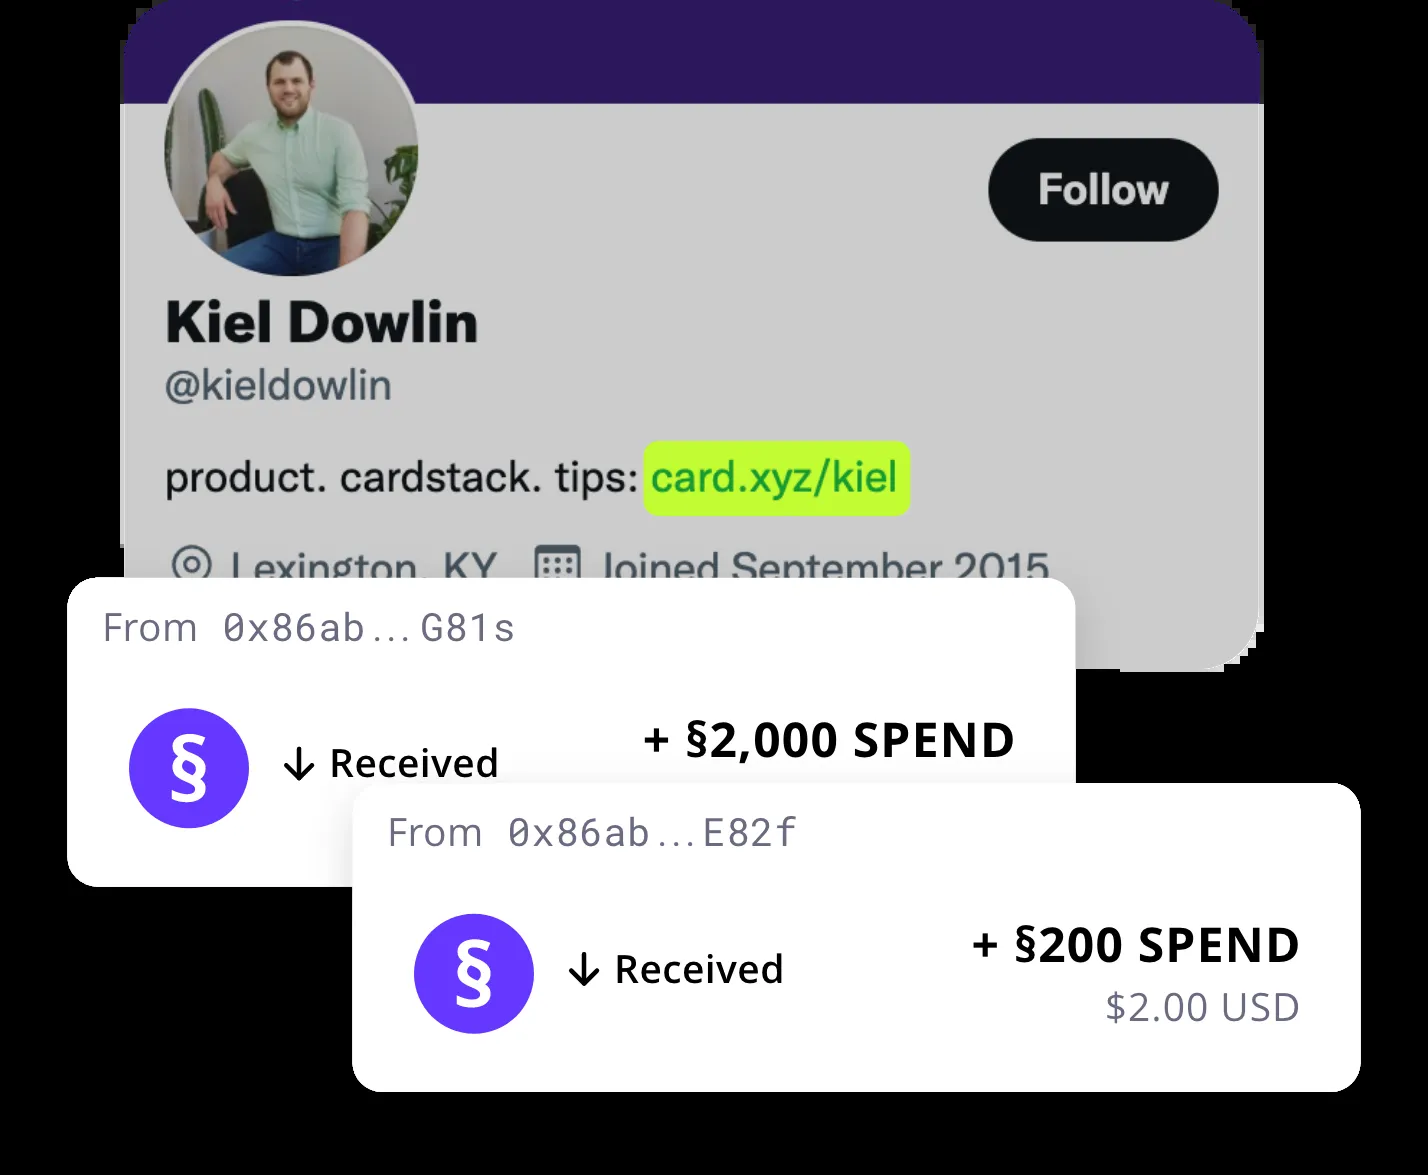 Follow
Kiel Dowlin
@kieldowlin
product. cardstack. tips: card.xyz/kiel
Lexington, KY Joined September 2015
From 0x86ab...G81s
§ ↓ Received + §2,000 SPEND
From 0x86ab...E82f
§ ↓ Received + §200 SPEND
$2.00 USD